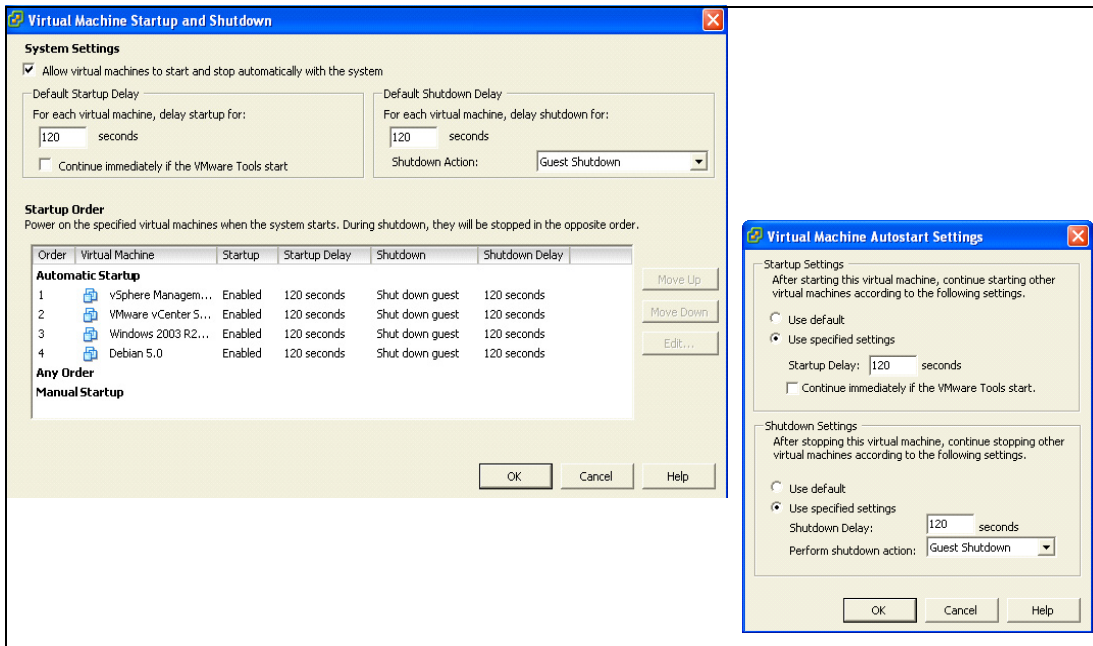 Virtual Machine Startup and Shutdown
System Settings
Allow virtual machines to start and stop automatically with the system
Default Startup Delay
For each virtual machine, delay startup for:
120 seconds
Continue immediately if the VMware Tools start
Default Shutdown Delay
For each virtual machine, delay shutdown for:
120 seconds
Shutdown Action: Guest Shutdown
Startup Order
Power on the specified virtual machines when the system starts. During shutdown, they will be stopped in the opposite order.
Order Virtual Machine Startup Startup Delay Shutdown Shutdown Delay
Automatic Startup
1 vSphere Managem... Enabled 120 seconds Shut down guest 120 seconds
2 VMware vCenter S... Enabled 120 seconds Shut down guest 120 seconds
3 Windows 2003 R2... Enabled 120 seconds Shut down guest 120 seconds
4 Debian 5.0 Enabled 120 seconds Shut down guest 120 seconds
Any Order
Manual Startup
Move Up
Move Down
Edit...
OK Cancel Help
Virtual Machine Autostart Settings
Startup Settings
After starting this virtual machine, continue starting other
virtual machines according to the following settings.
Use default
Use specified settings
Startup Delay: 120 seconds
Continue immediately if the VMware Tools start.
Shutdown Settings
After stopping this virtual machine, continue stopping other
virtual machines according to the following settings.
Use default
Use specified settings
Shutdown Delay: 120 seconds
Perform shutdown action: Guest Shutdown
OK Cancel Help